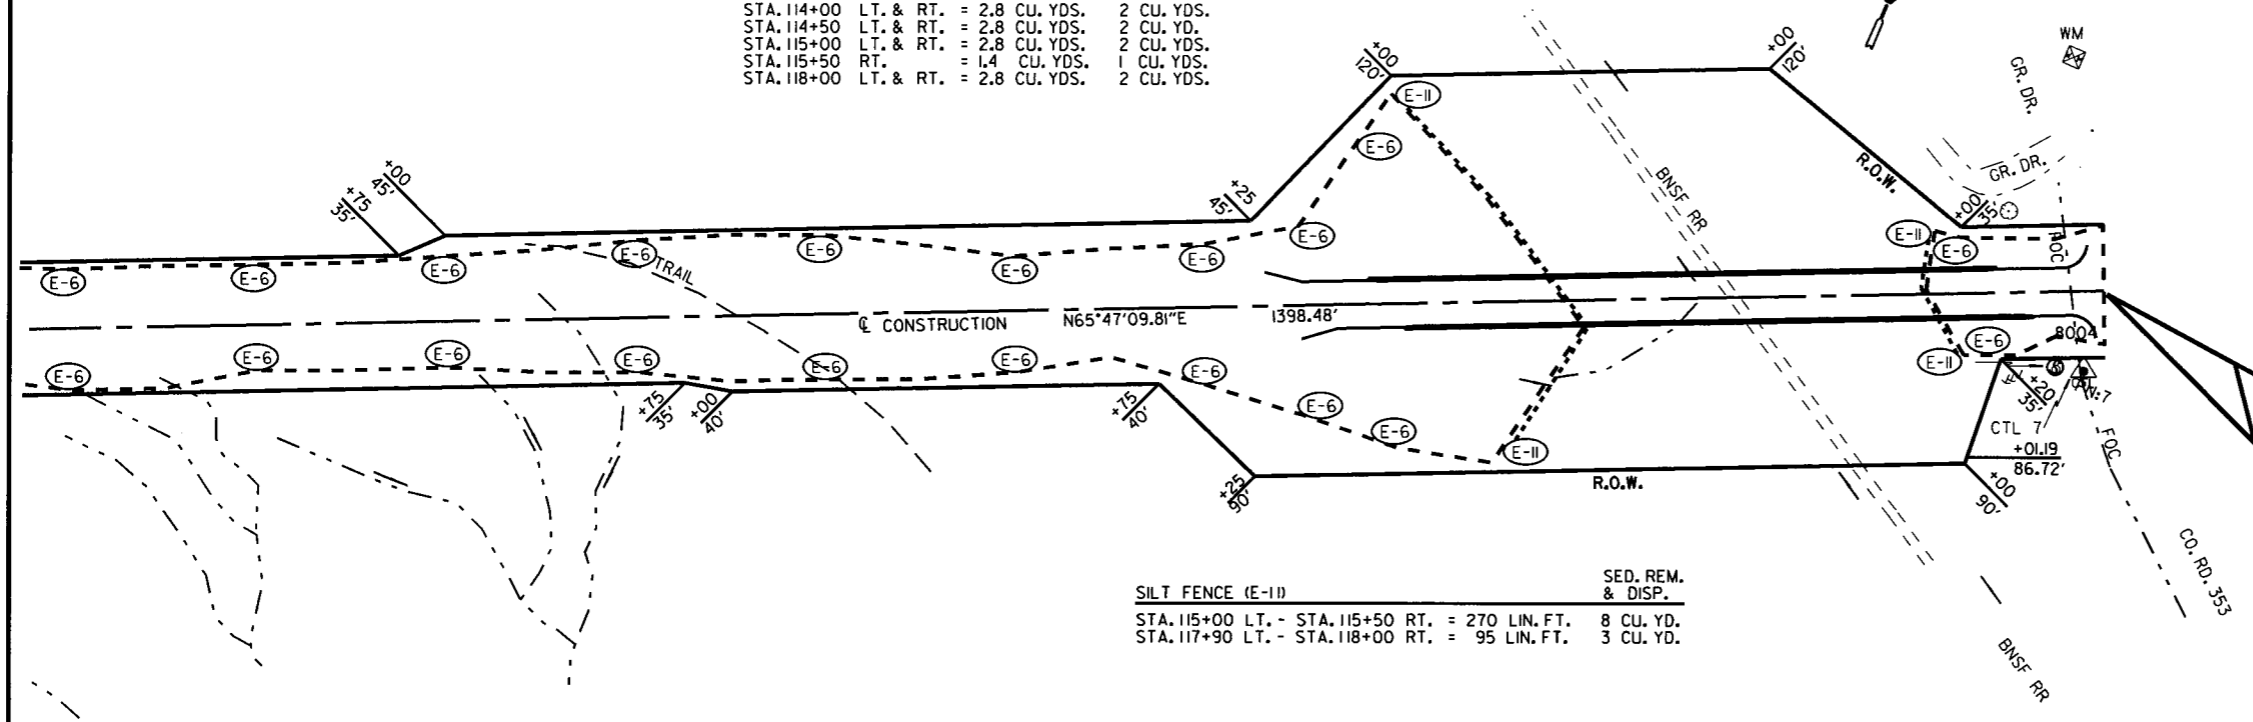 STA. 114+00 LT. & RT. = 2.8 CU. YDS. 2 CU. YDS.
STA. 114+50 LT. & RT. = 2.8 CU. YDS. 2 CU. YD.
STA. 115+00 LT. & RT. = 2.8 CU. YDS. 2 CU. YDS.
STA. 115+50 RT. = 1.4 CU. YDS. 1 CU. YDS.
STA. 118+00 LT. & RT. = 2.8 CU. YDS. 2 CU. YDS.
+00
120'
+00
120'
WM
GR. DR.
GR. DR.
E-11
E-6
BNSF RR
R.O.W.
+75
35'
+00
45'
+25
45'
+00
35'
E-6
E-6
E-6
E-6
TRAIL
E-6
E-6
E-6
E-6
E-11
E-6
FOC
℄ CONSTRUCTION N65°47'09.81"E 1398.48'
8004
E-6
E-6
E-6
E-6
E-6
E-6
E-6
E-6
E-6
E-11
E-6
E-11
+75
35'
+00
40'
+75
40'
+25
90'
R.O.W.
+20
35'
CTL 7
+01.19
86.72'
+00
90'
FOC
CO. RD. 353
BNSF RR
SILT FENCE (E-11) SED. REM. & DISP.
STA. 115+00 LT. - STA. 115+50 RT. = 270 LIN. FT. 8 CU. YD.
STA. 117+90 LT. - STA. 118+00 RT. = 95 LIN. FT. 3 CU. YD.